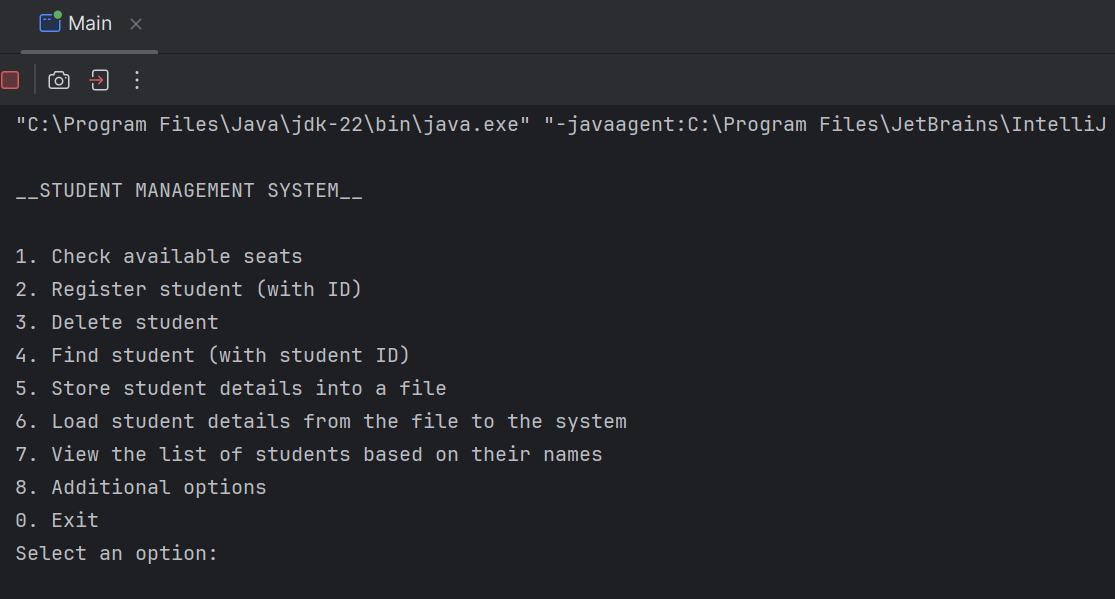 Main
"C:\Program Files\Java\jdk-22\bin\java.exe" "-javaagent:C:\Program Files\JetBrains\IntelliJ
__STUDENT MANAGEMENT SYSTEM__
1. Check available seats
2. Register student (with ID)
3. Delete student
4. Find student (with student ID)
5. Store student details into a file
6. Load student details from the file to the system
7. View the list of students based on their names
8. Additional options
0. Exit
Select an option: